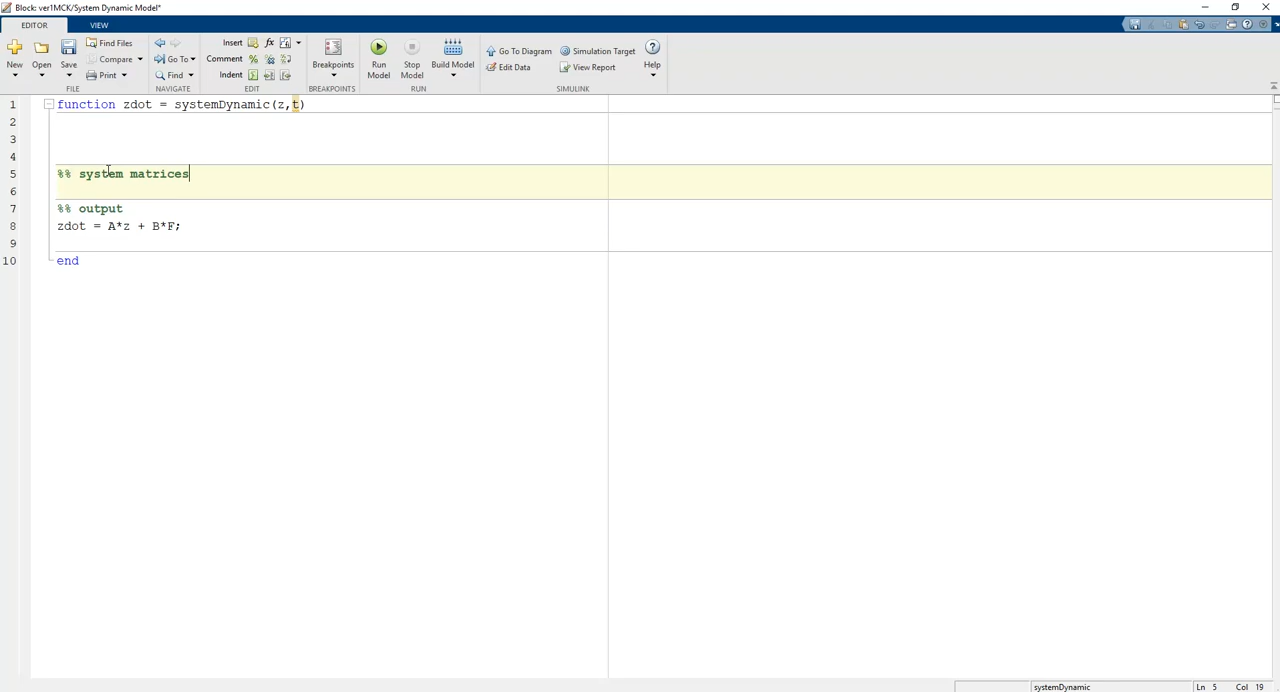 Block: ver1MCK/System Dynamic Model*
EDITOR VIEW
New Open Save Find Files Compare Print FILE
Go To Find NAVIGATE
Insert fx Comment Indent EDIT
Breakpoints BREAKPOINTS
Run Model Stop Model Build Model RUN
Go To Diagram Simulation Target Edit Data View Report Help SIMULINK
1 function zdot = systemDynamic(z,t)
2
3
4
5 %% system matrices
6
7 %% output
8 zdot = A*z + B*F;
9
10 end
systemDynamic Ln 5 Col 19